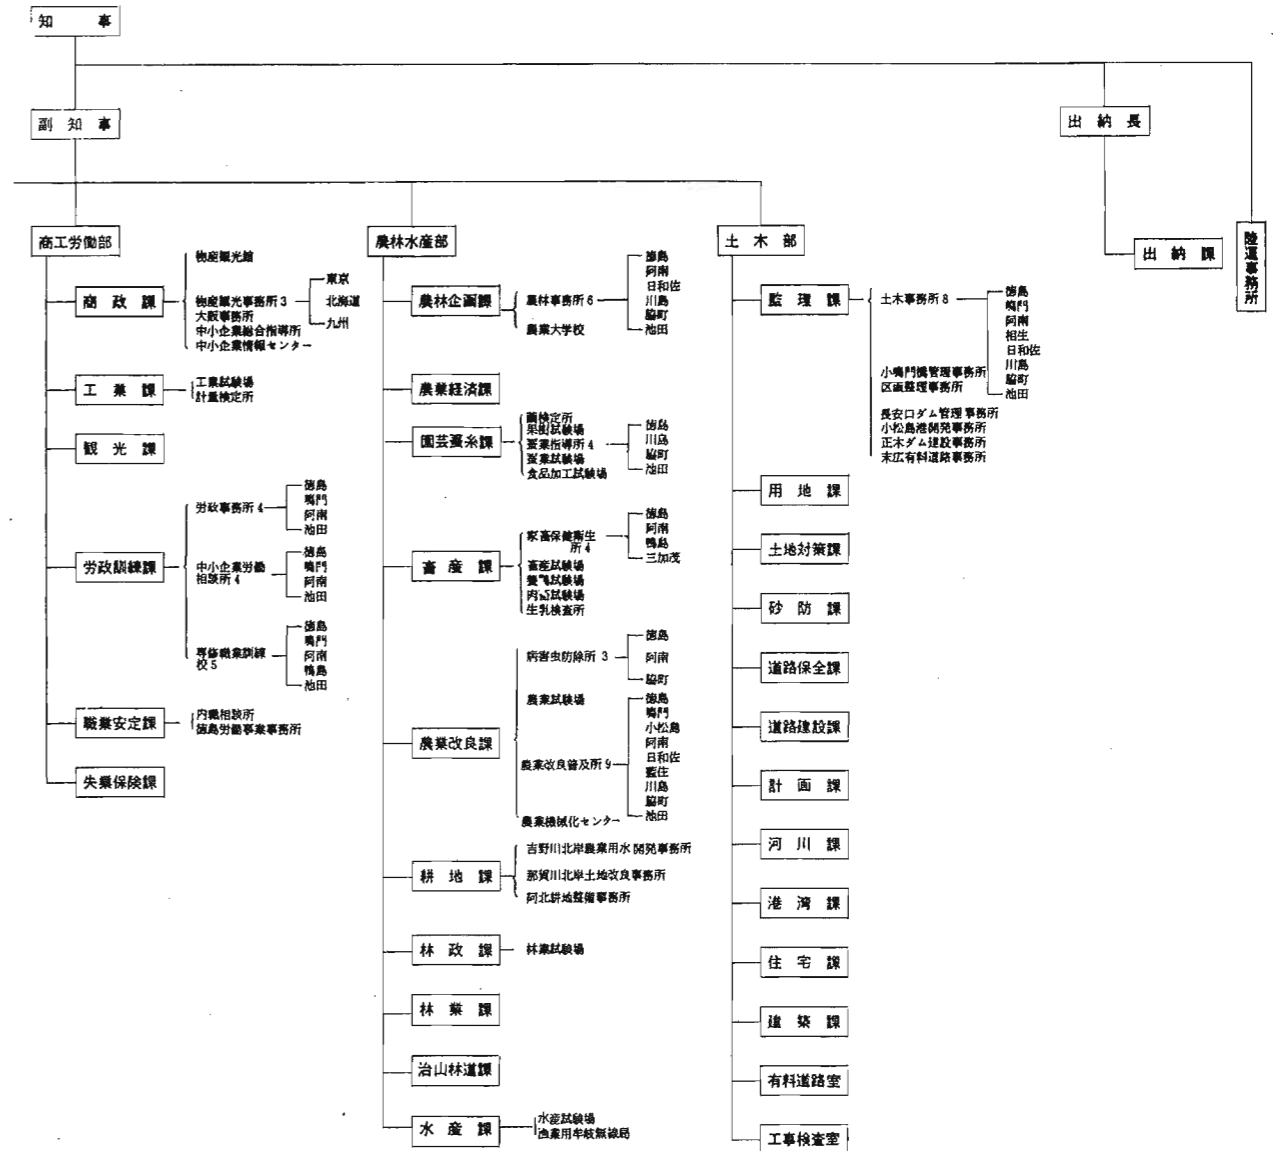 知事
副知事
出納長
出納課
陸運事務所
商工労働部
商政課
物産観光館
物産観光事務所3
東京
北海道
九州
大阪事務所
中小企業総合指導所
中小企業情報センター
工業課
工業試験場
計量検定所
観光課
労政訓練課
労政事務所4
徳島
鳴門
阿南
池田
中小企業労働
相談所4
徳島
鳴門
阿南
池田
専修職業訓練
校5
徳島
鳴門
阿南
鴨島
池田
職業安定課
内職相談所
徳島労働事業事務所
失業保険課
農林水産部
農林企画課
農林事務所6
徳島
阿南
日和佐
川島
脇町
池田
農業大学校
農業経済課
園芸蚕糸課
繭検定所
果樹試験場
蚕業指導所4
徳島
川島
脇町
池田
蚕業試験場
食品加工試験場
畜産課
家畜保健衛生
所4
徳島
阿南
鴨島
三加茂
畜産試験場
養鶏試験場
肉畜試験場
生乳検査所
農業改良課
病害虫防除所3
徳島
阿南
脇町
農業試験場
農業改良普及所9
徳島
鳴門
小松島
阿南
日和佐
藍住
川島
脇町
池田
農業機械化センター
耕地課
吉野川北岸農業用水開発事務所
那賀川北岸土地改良事務所
阿北耕地整備事務所
林政課
林業試験場
林業課
治山林道課
水産課
水産試験場
漁業用牟岐無線局
土木部
監理課
土木事務所8
徳島
鳴門
阿南
相生
日和佐
川島
脇町
池田
小鳴門橋管理事務所
区画整理事務所
長安口ダム管理事務所
小松島港開発事務所
正木ダム建設事務所
末広有料道路事務所
用地課
土地対策課
砂防課
道路保全課
道路建設課
計画課
河川課
港湾課
住宅課
建築課
有料道路室
工事検査室